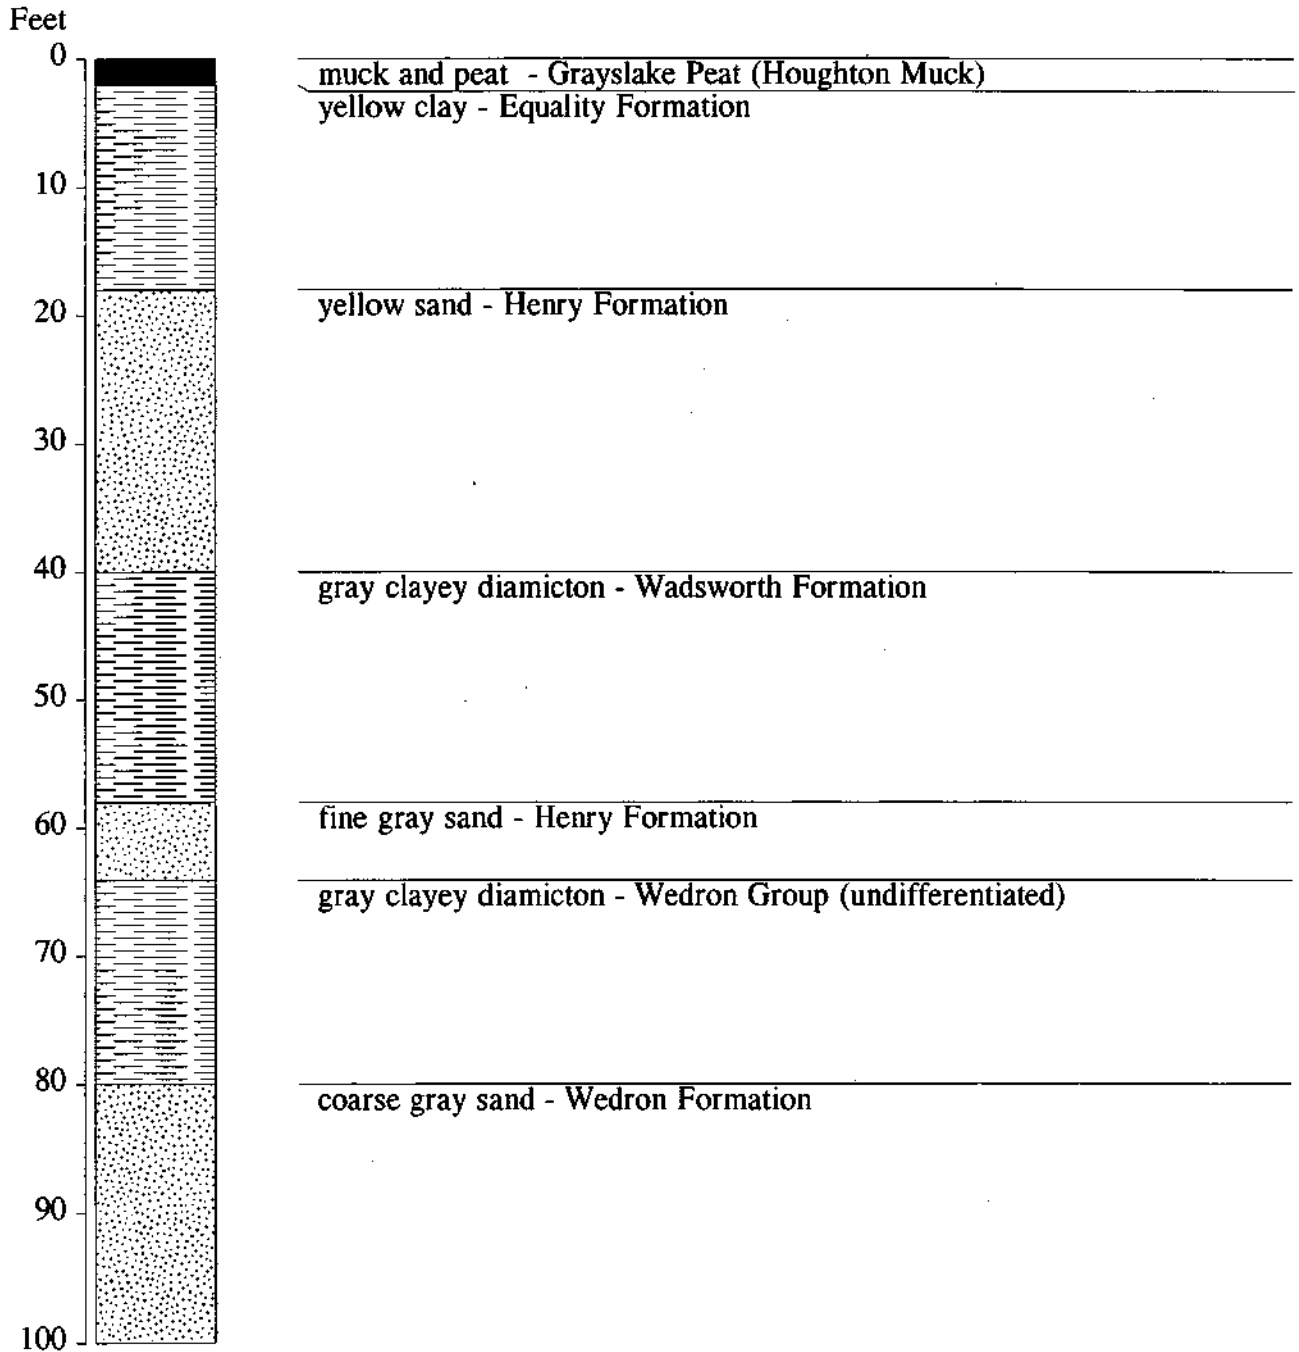 Feet
0
muck and peat - Grayslake Peat (Houghton Muck)
yellow clay - Equality Formation
10
20
yellow sand - Henry Formation
30
40
gray clayey diamicton - Wadsworth Formation
50
60
fine gray sand - Henry Formation
gray clayey diamicton - Wedron Group (undifferentiated)
70
80
coarse gray sand - Wedron Formation
90
100